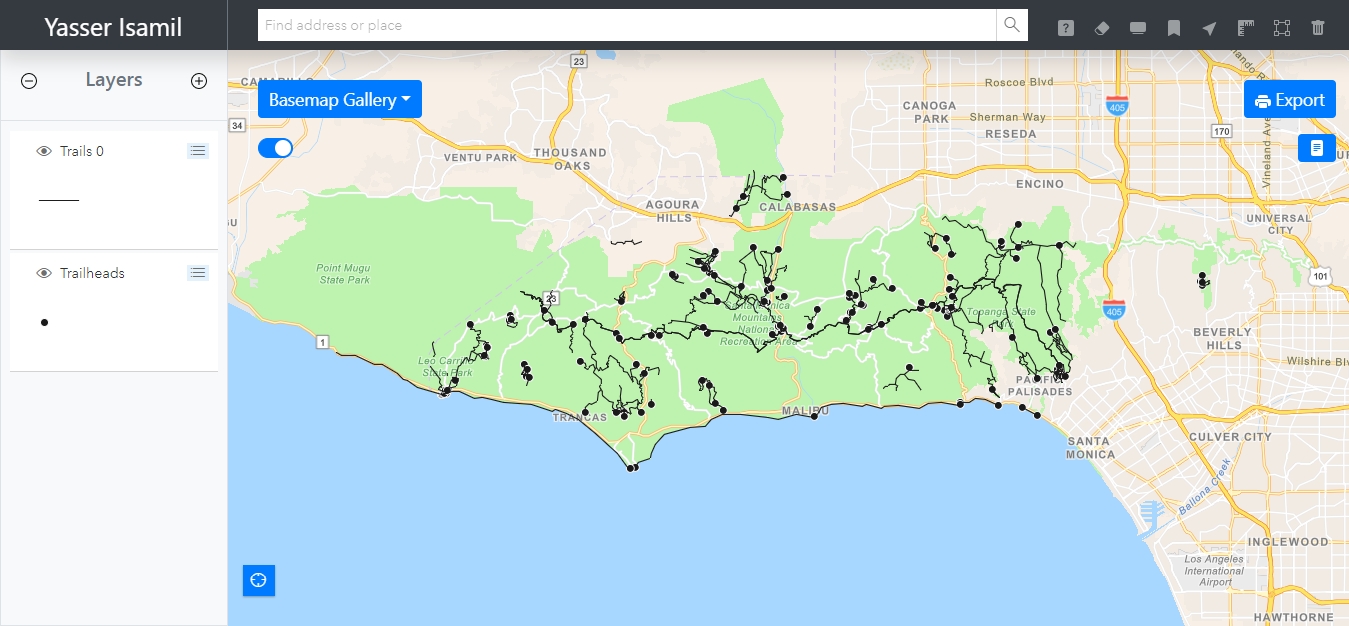 Yasser Isamil
Find address or place
?
Layers
Trails 0
Trailheads
Basemap Gallery
Export
CAMARILLO
23
34
VENTU PARK
THOUSAND
OAKS
AGOURA
HILLS
CALABASAS
CANOGA
PARK
Roscoe Blvd
Sherman Way
RESEDA
405
170
Vineland Ave
ENCINO
UNIVERSAL
CITY
101
Point Mugu
State Park
23
1
Leo Carrillo
State Park
Santa Monica
Mountains
National
Recreation Area
Topanga State
Park
405
BEVERLY
HILLS
Wilshire Blv
PACIFIC
PALISADES
TRANCAS
MALIBU
SANTA
MONICA
CULVER CITY
Ballona Creek
INGLEWOOD
Los Angeles
International
Airport
HAWTHORNE